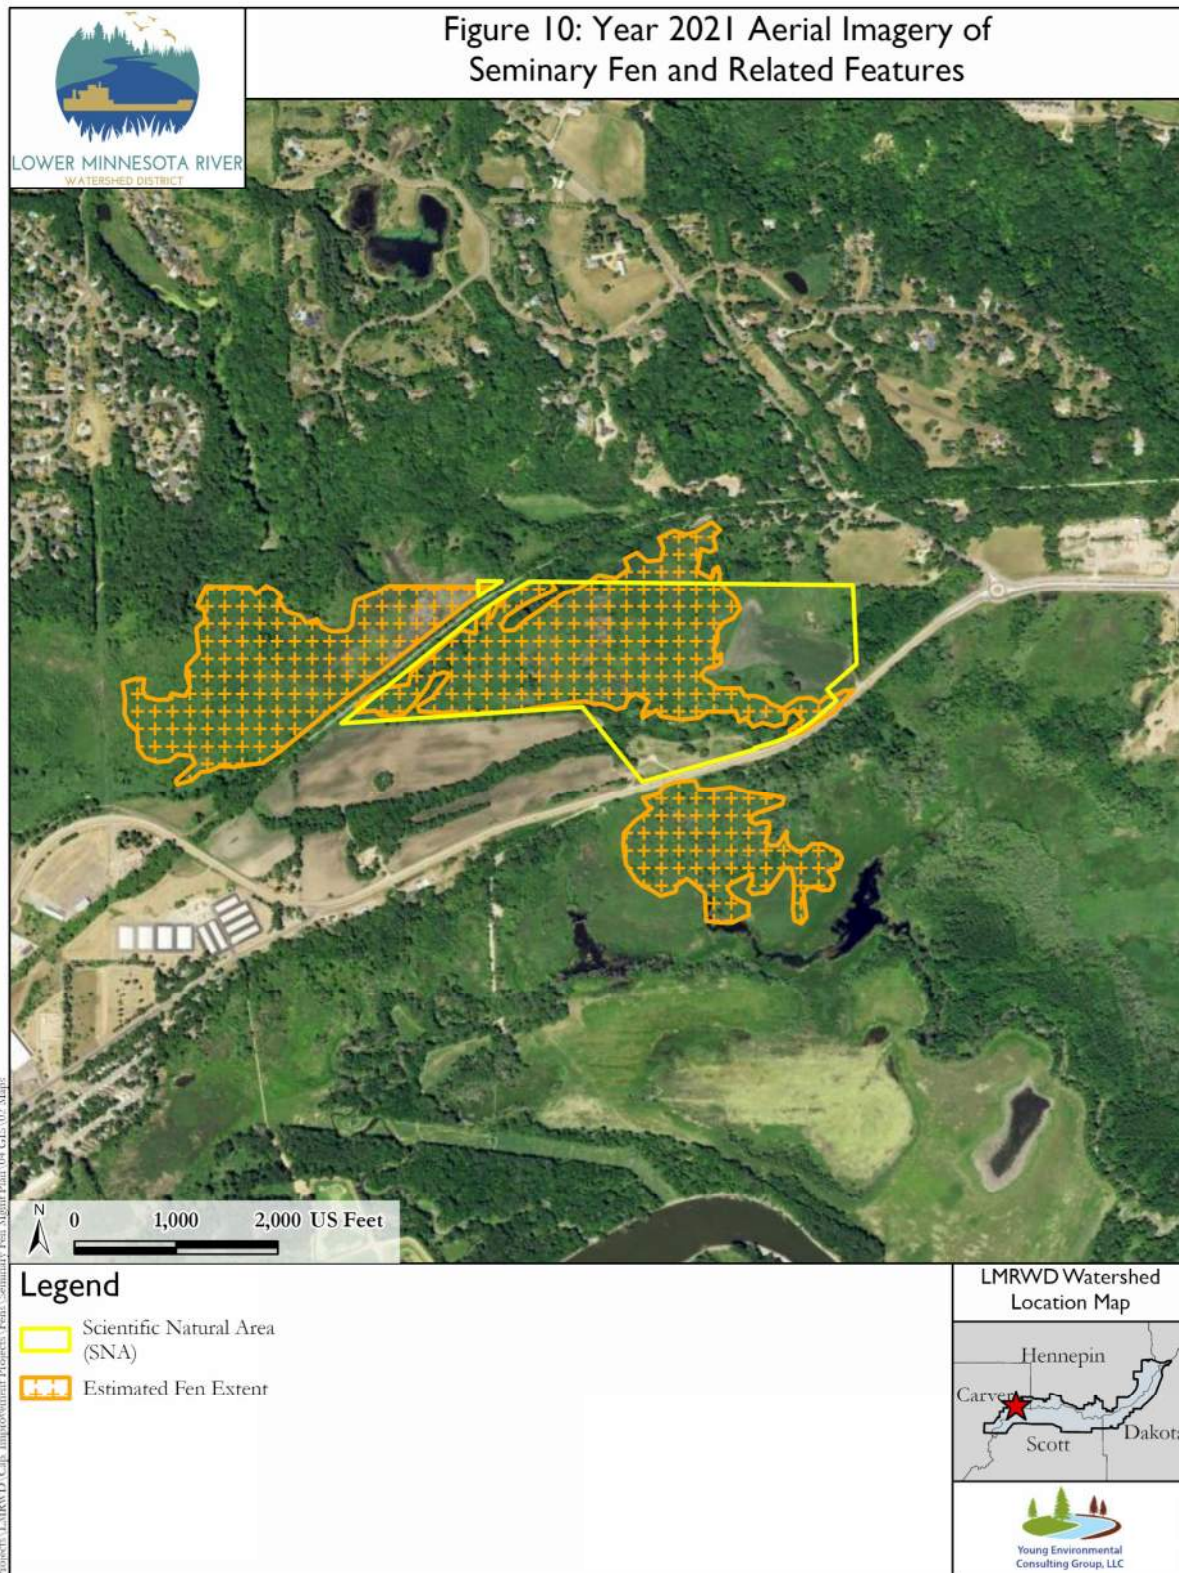 Figure 10: Year 2021 Aerial Imagery of
Seminary Fen and Related Features
LOWER MINNESOTA RIVER
WATERSHED DISTRICT
N
0 1,000 2,000 US Feet
Legend
Scientific Natural Area
(SNA)
Estimated Fen Extent
LMRWD Watershed
Location Map
Hennepin
Carver
Scott
Dakota
Young Environmental
Consulting Group, LLC